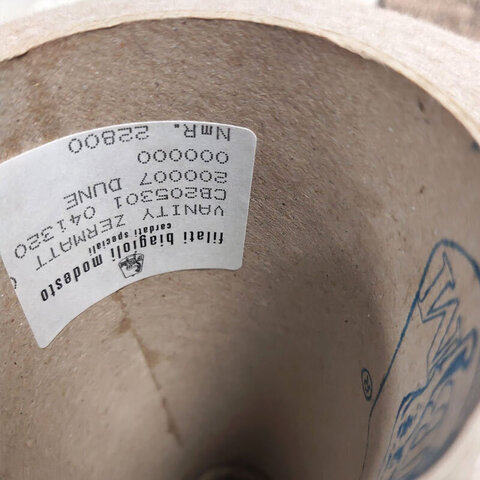 filati biagioli modesto
cardati speciali
VANITY ZERMATT
CB205301 041320
200007 DUNE
000000
NmR. 22800